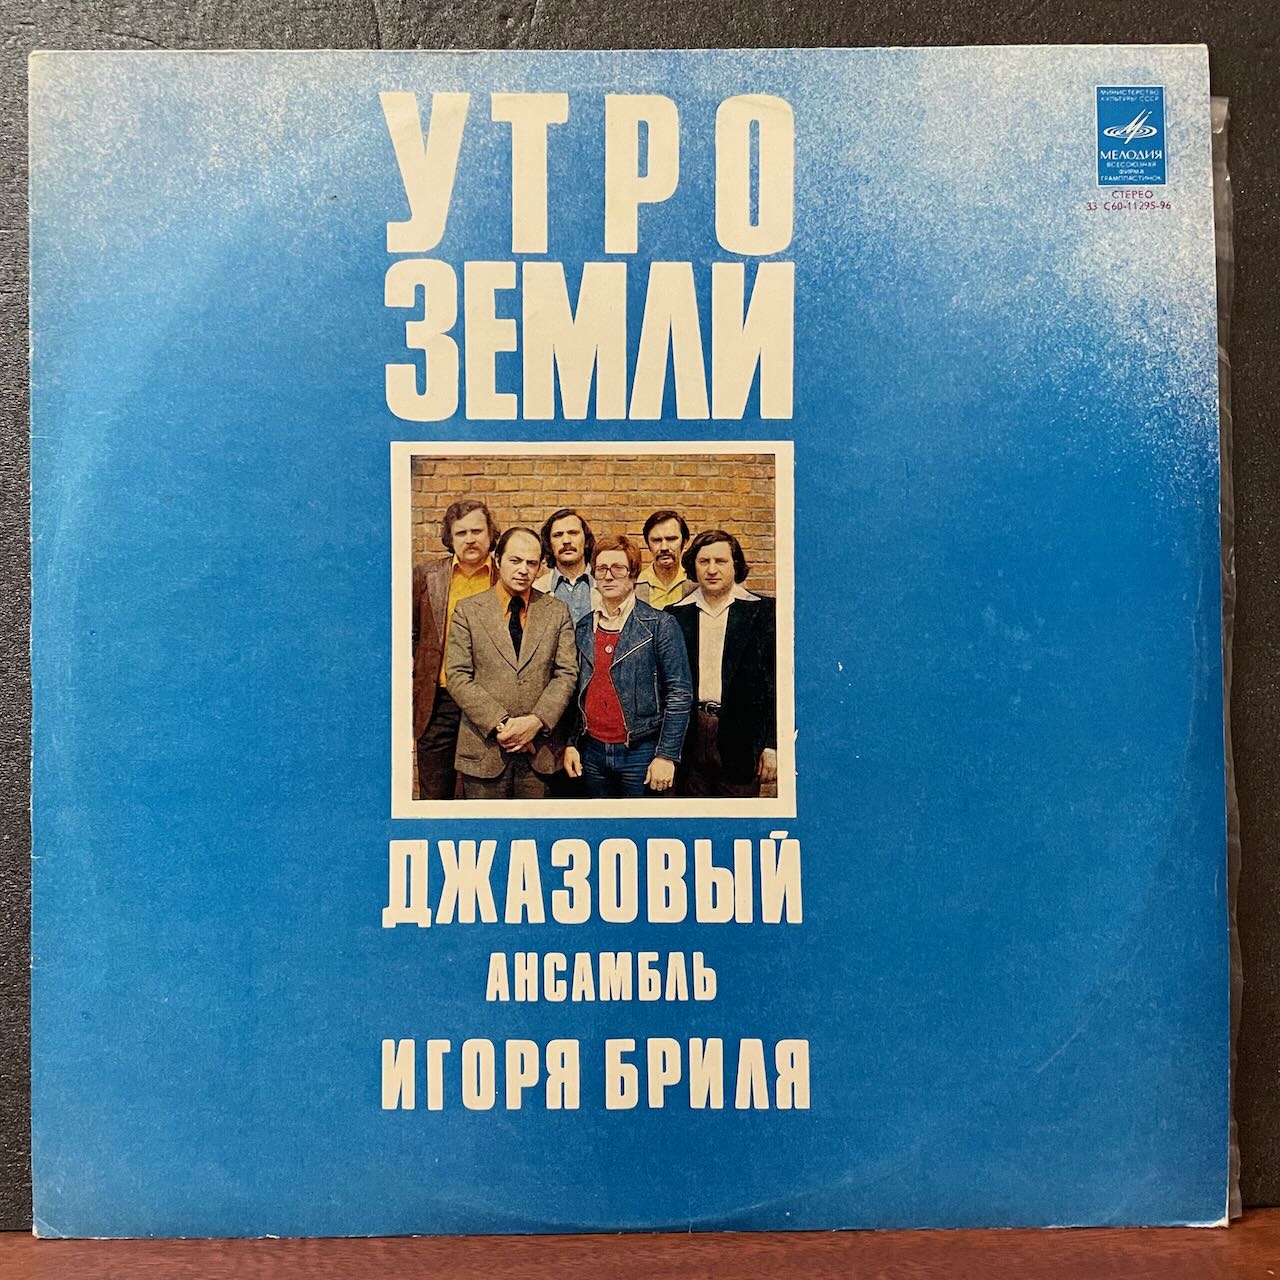 УТРО
ЗЕМЛИ
МИНИСТЕРСТВО
КУЛЬТУРЫ СССР
МЕЛОДИЯ
ВСЕСОЮЗНАЯ
ФИРМА
ГРАМПЛАСТИНОК
СТЕРЕО
33 С60-11295-96
ДЖАЗОВЫЙ
АНСАМБЛЬ
ИГОРЯ БРИЛЯ